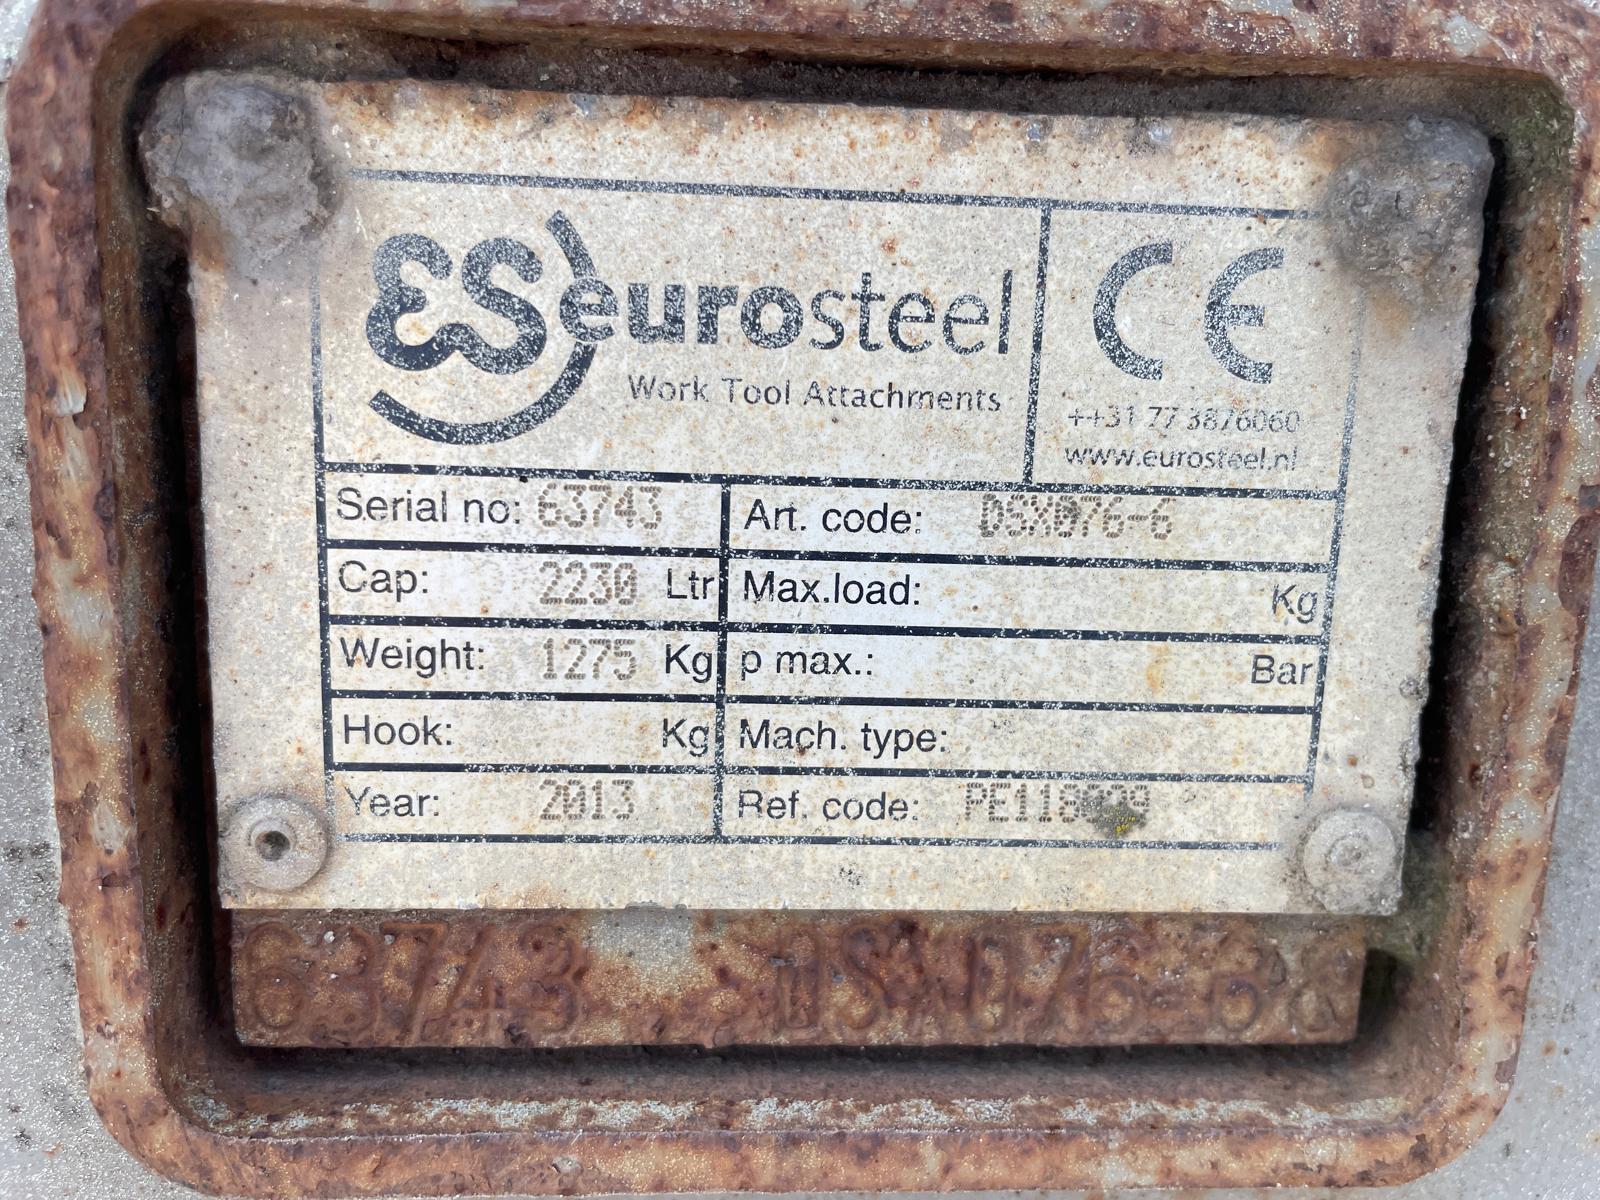 ES eurosteel
Work Tool Attachments
CE
++31 77 3876060
www.eurosteel.nl
Serial no: 63743 Art. code: DSX076-6
Cap: 2230 Ltr Max.load: Kg
Weight: 1275 Kg p max.: Bar
Hook: Kg Mach. type:
Year: 2013 Ref. code:
63743